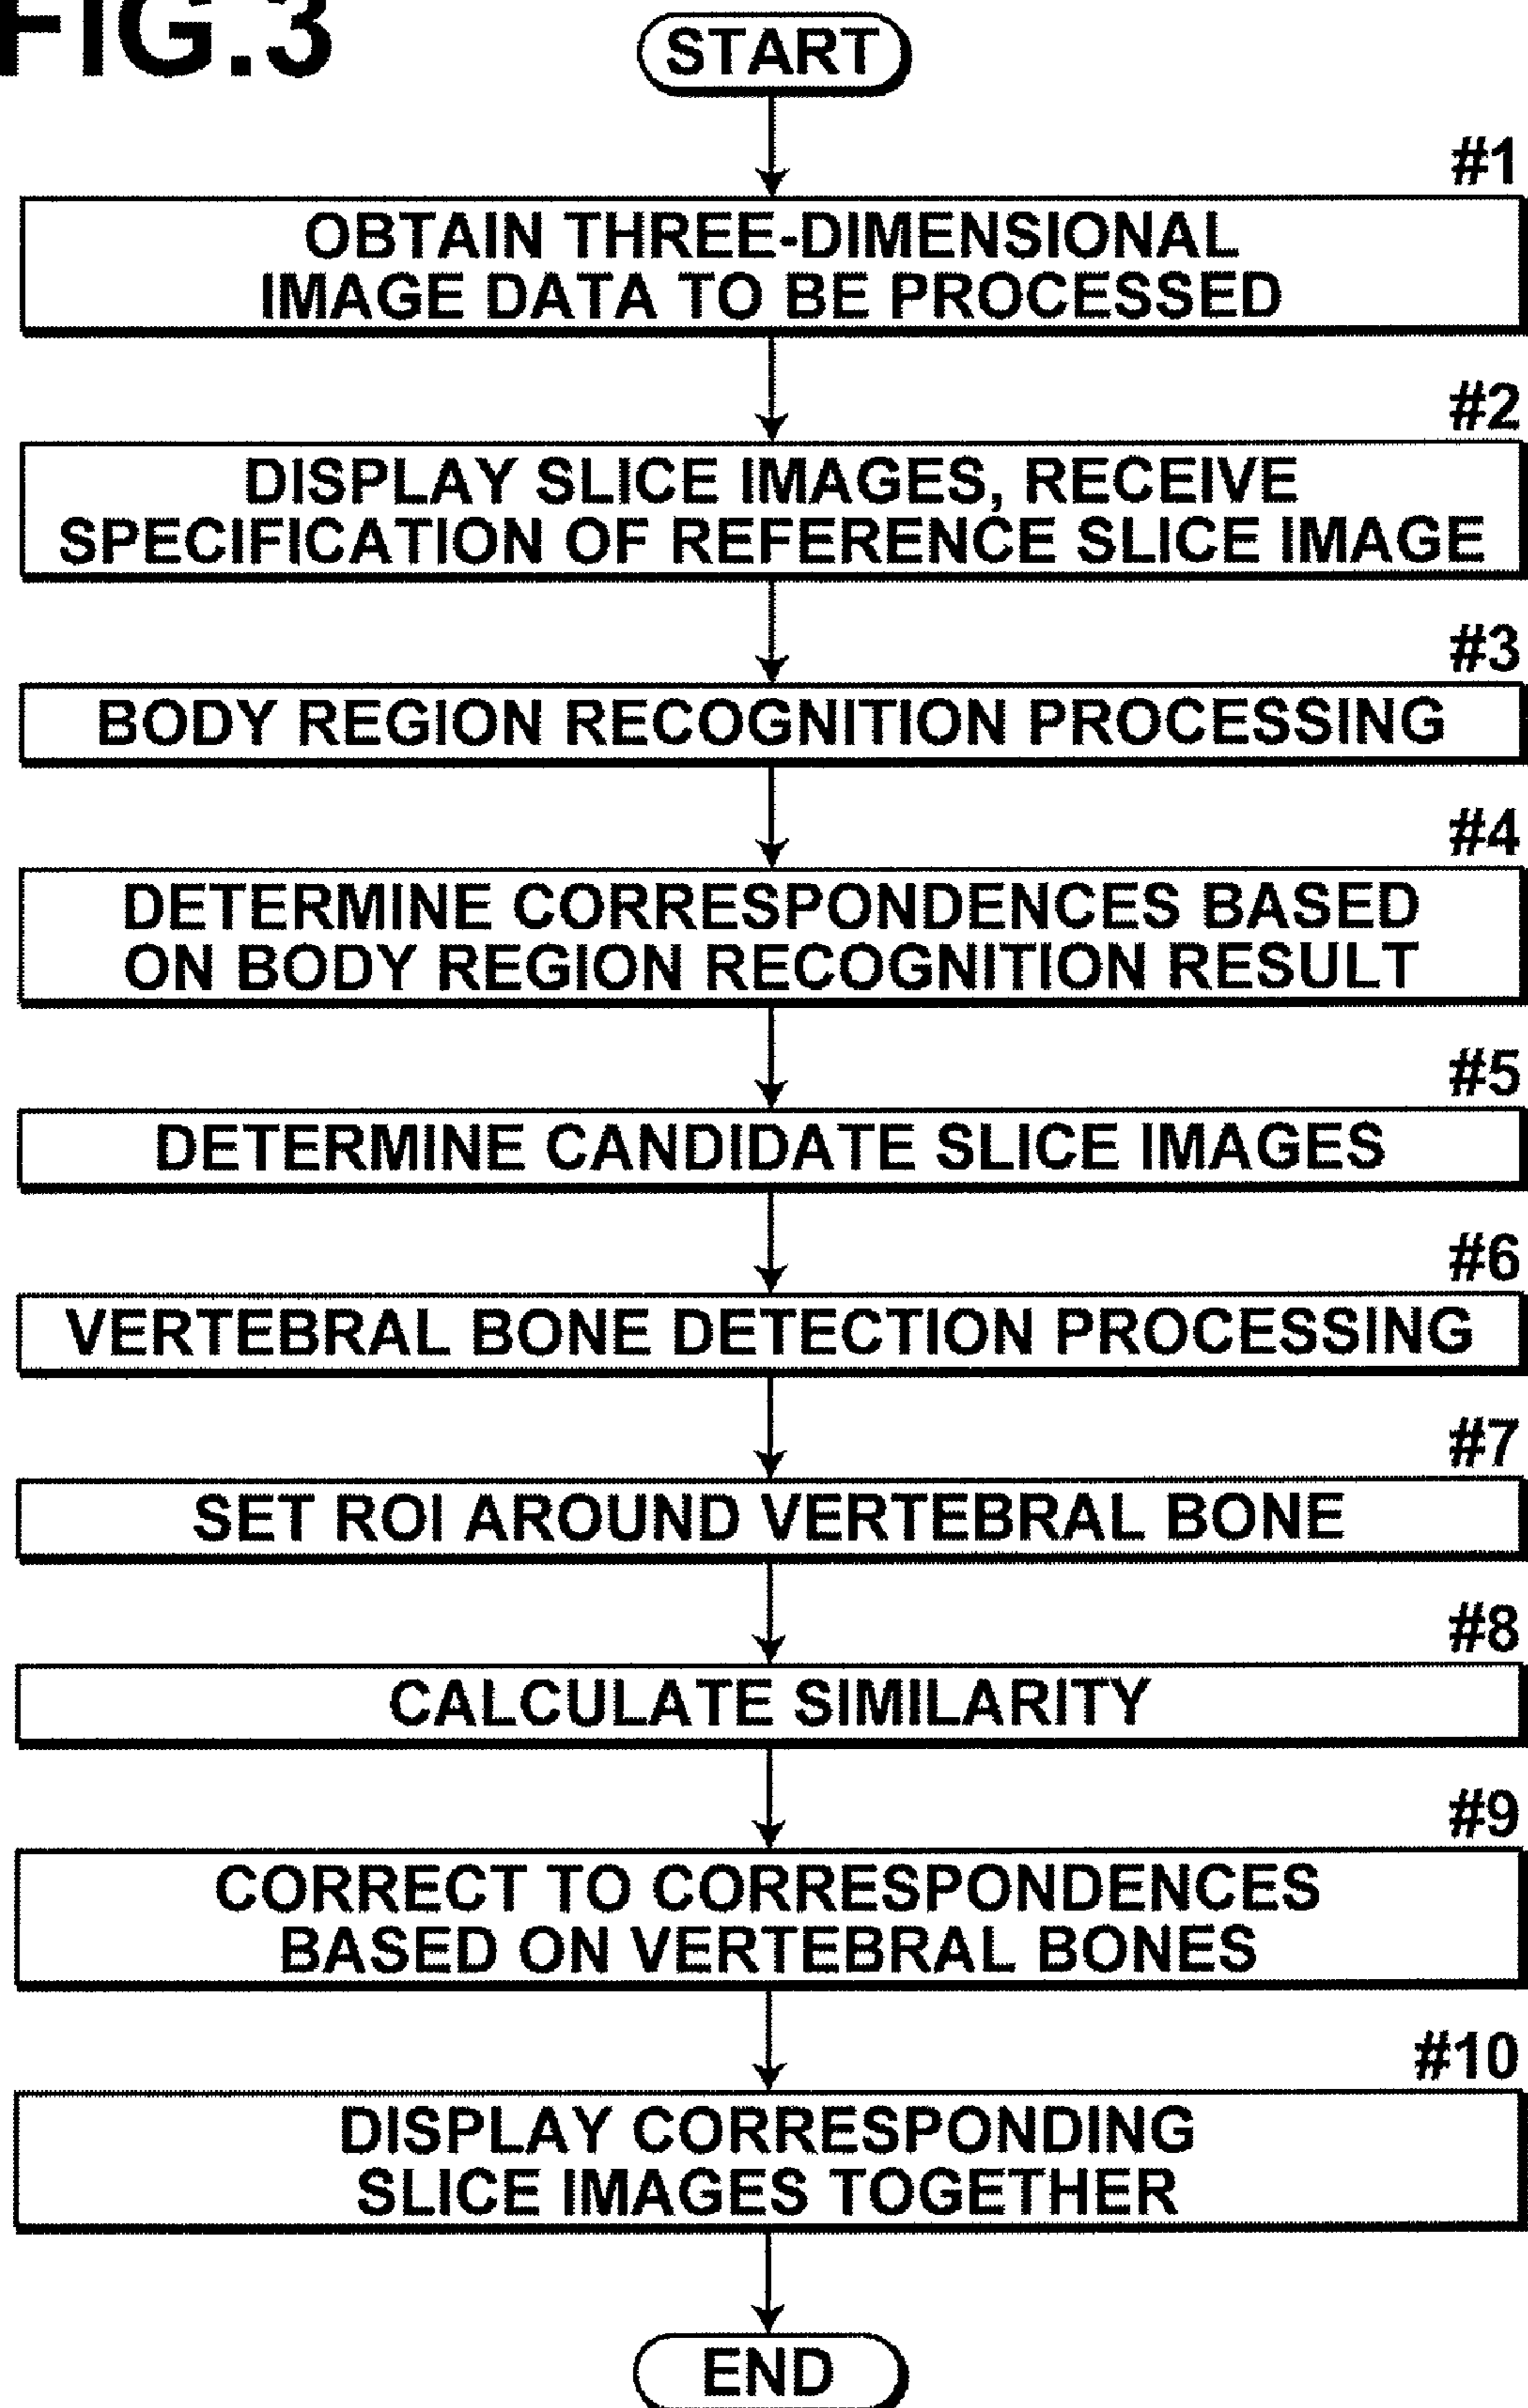 FIG.3
START
#1
OBTAIN THREE-DIMENSIONAL
IMAGE DATA TO BE PROCESSED
#2
DISPLAY SLICE IMAGES, RECEIVE
SPECIFICATION OF REFERENCE SLICE IMAGE
#3
BODY REGION RECOGNITION PROCESSING
#4
DETERMINE CORRESPONDENCES BASED
ON BODY REGION RECOGNITION RESULT
#5
DETERMINE CANDIDATE SLICE IMAGES
#6
VERTEBRAL BONE DETECTION PROCESSING
#7
SET ROI AROUND VERTEBRAL BONE
#8
CALCULATE SIMILARITY
#9
CORRECT TO CORRESPONDENCES
BASED ON VERTEBRAL BONES
#10
DISPLAY CORRESPONDING
SLICE IMAGES TOGETHER
END